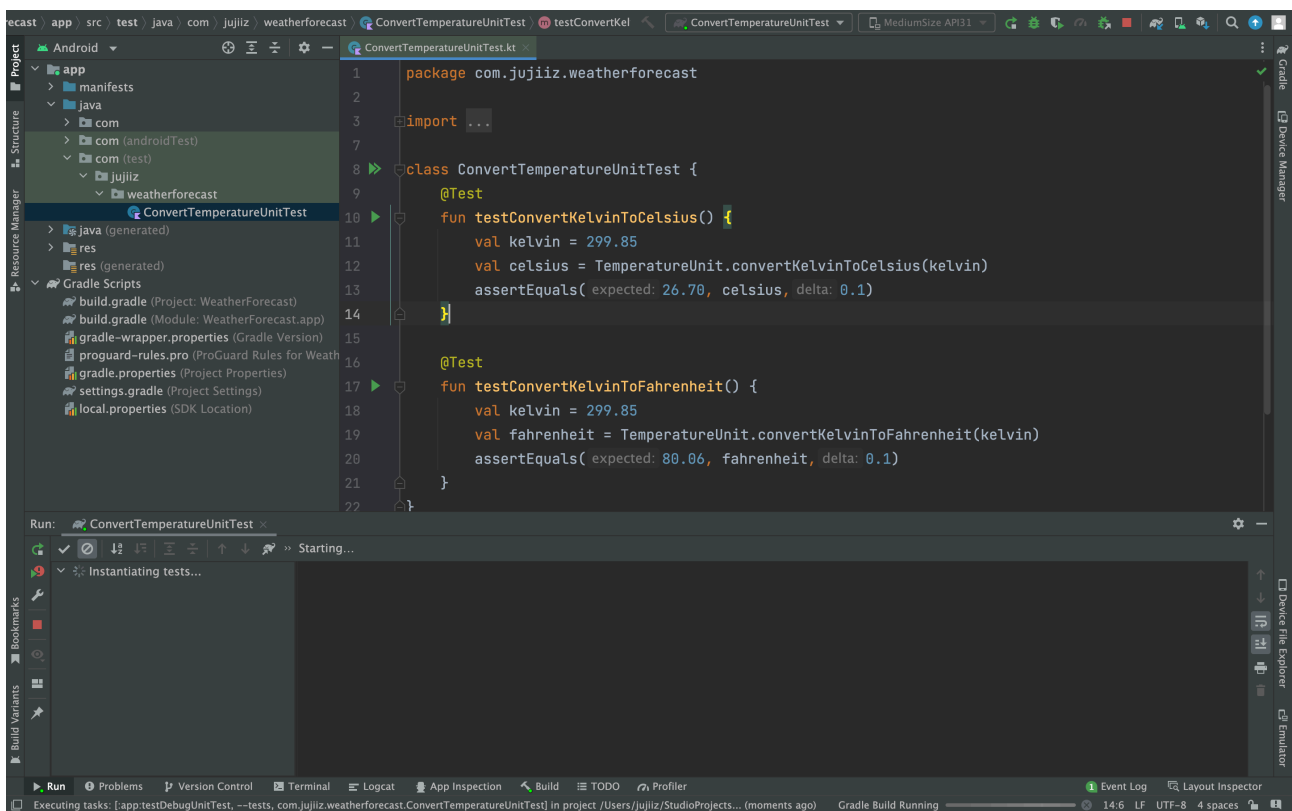 recast › app › src › test › java › com › jujiiz › weatherforecast › ConvertTemperatureUnitTest › testConvertKel
ConvertTemperatureUnitTest
MediumSize API31
Android
ConvertTemperatureUnitTest.kt
Project
Structure
Resource Manager
Bookmarks
Build Variants
app
manifests
java
com
com (androidTest)
com (test)
jujiiz
weatherforecast
ConvertTemperatureUnitTest
java (generated)
res
res (generated)
Gradle Scripts
build.gradle (Project: WeatherForecast)
build.gradle (Module: WeatherForecast.app)
gradle-wrapper.properties (Gradle Version)
proguard-rules.pro (ProGuard Rules for Weath
gradle.properties (Project Properties)
settings.gradle (Project Settings)
local.properties (SDK Location)
1 package com.jujiiz.weatherforecast
2
3 import ...
7
8 class ConvertTemperatureUnitTest {
9 @Test
10 fun testConvertKelvinToCelsius() {
11 val kelvin = 299.85
12 val celsius = TemperatureUnit.convertKelvinToCelsius(kelvin)
13 assertEquals( expected: 26.70, celsius, delta: 0.1)
14 }
15
16 @Test
17 fun testConvertKelvinToFahrenheit() {
18 val kelvin = 299.85
19 val fahrenheit = TemperatureUnit.convertKelvinToFahrenheit(kelvin)
20 assertEquals( expected: 80.06, fahrenheit, delta: 0.1)
21 }
22 }
Gradle
Device Manager
Device File Explorer
Emulator
Run: ConvertTemperatureUnitTest
» Starting...
Instantiating tests...
Run Problems Version Control Terminal Logcat App Inspection Build TODO Profiler 1 Event Log Layout Inspector
Executing tasks: [:app:testDebugUnitTest, --tests, com.jujiiz.weatherforecast.ConvertTemperatureUnitTest] in project /Users/jujiiz/StudioProjects... (moments ago) Gradle Build Running 14:6 LF UTF-8 4 spaces